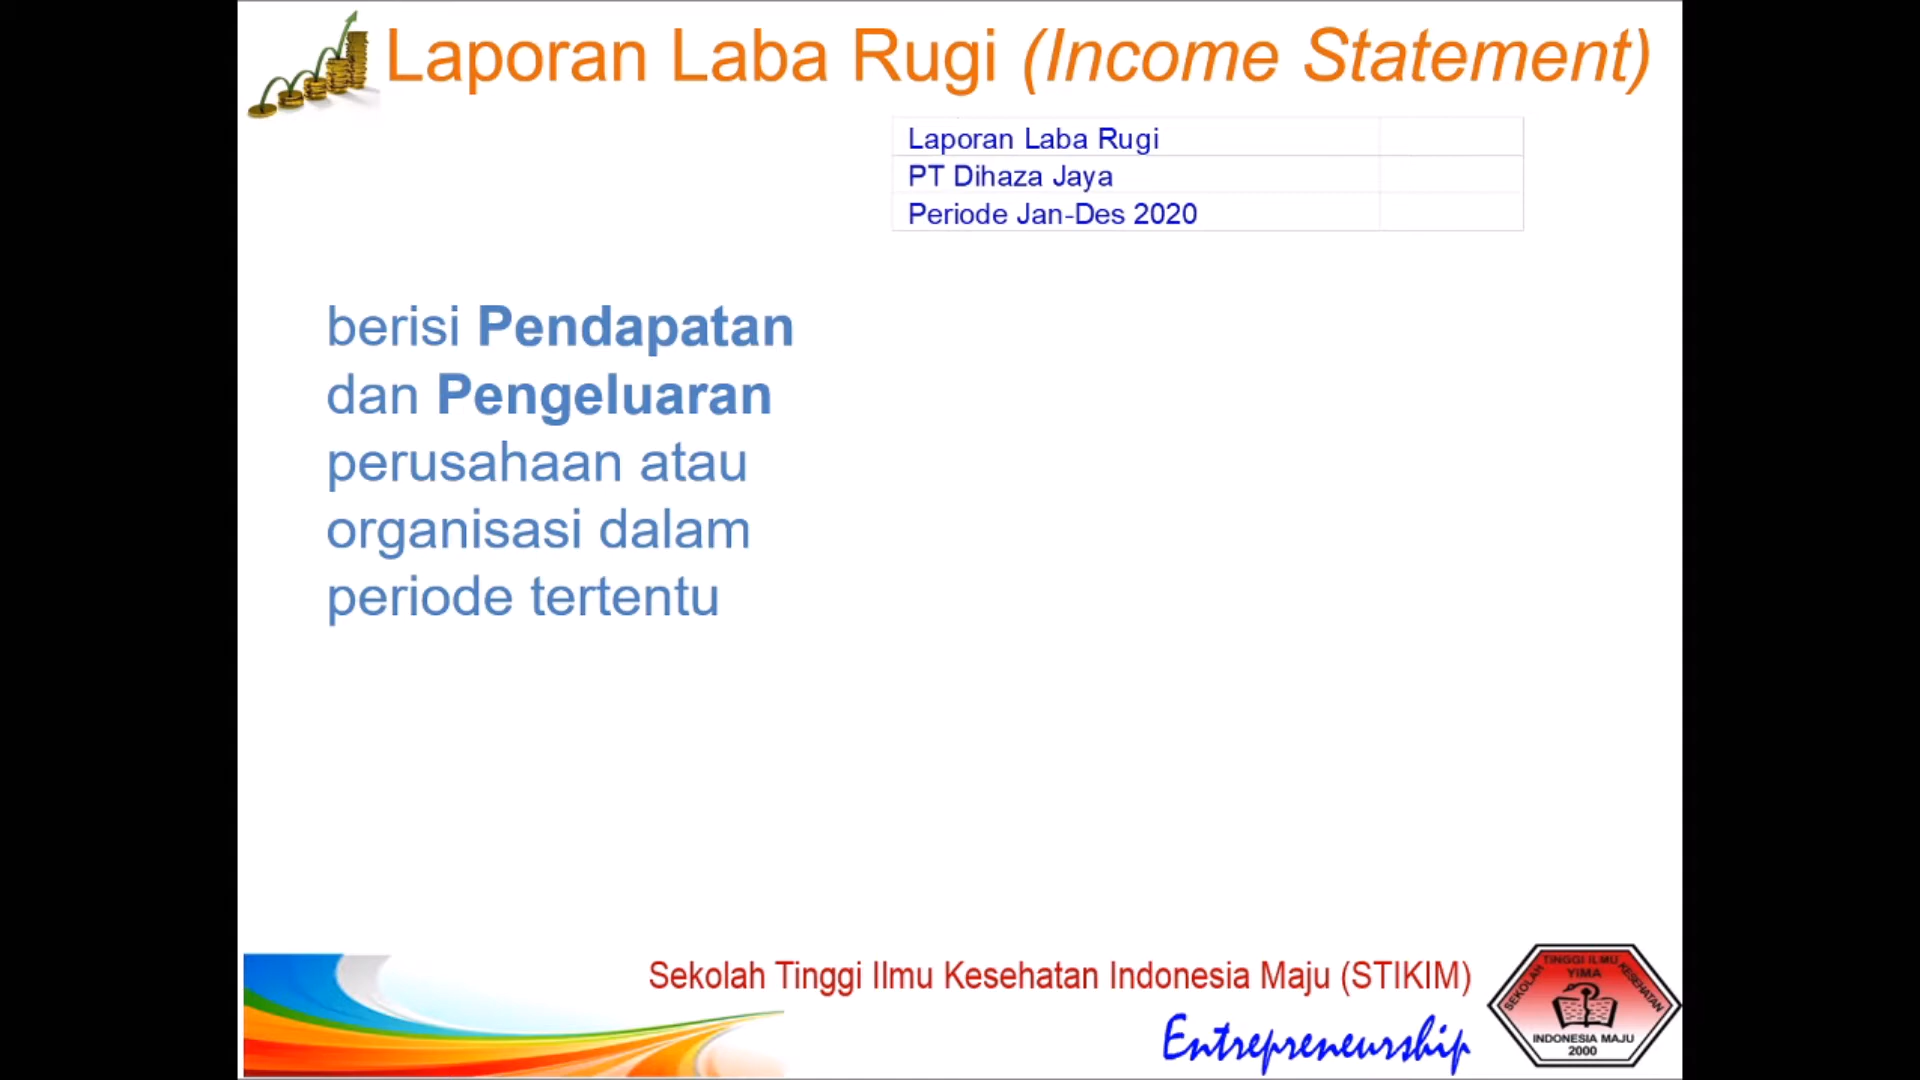 Laporan Laba Rugi (Income Statement)
Laporan Laba Rugi
PT Dihaza Jaya
Periode Jan-Des 2020
berisi Pendapatan
dan Pengeluaran
perusahaan atau
organisasi dalam
periode tertentu
Sekolah Tinggi Ilmu Kesehatan Indonesia Maju (STIKIM)
Entrepreneurship
SEKOLAH TINGGI ILMU KESEHATAN
YIMA
INDONESIA MAJU
2000